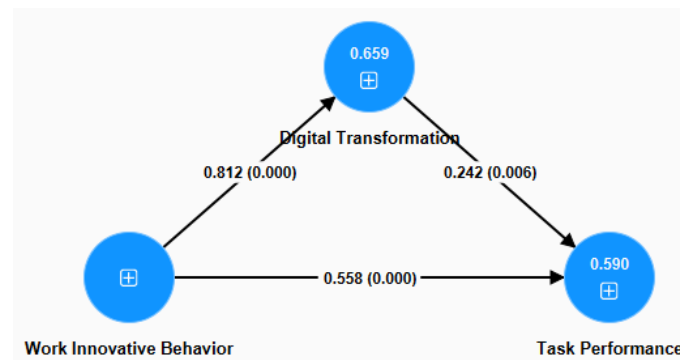 0.659
Digital Transformation
0.812 (0.000)
0.242 (0.006)
0.558 (0.000)
0.590
Work Innovative Behavior
Task Performance